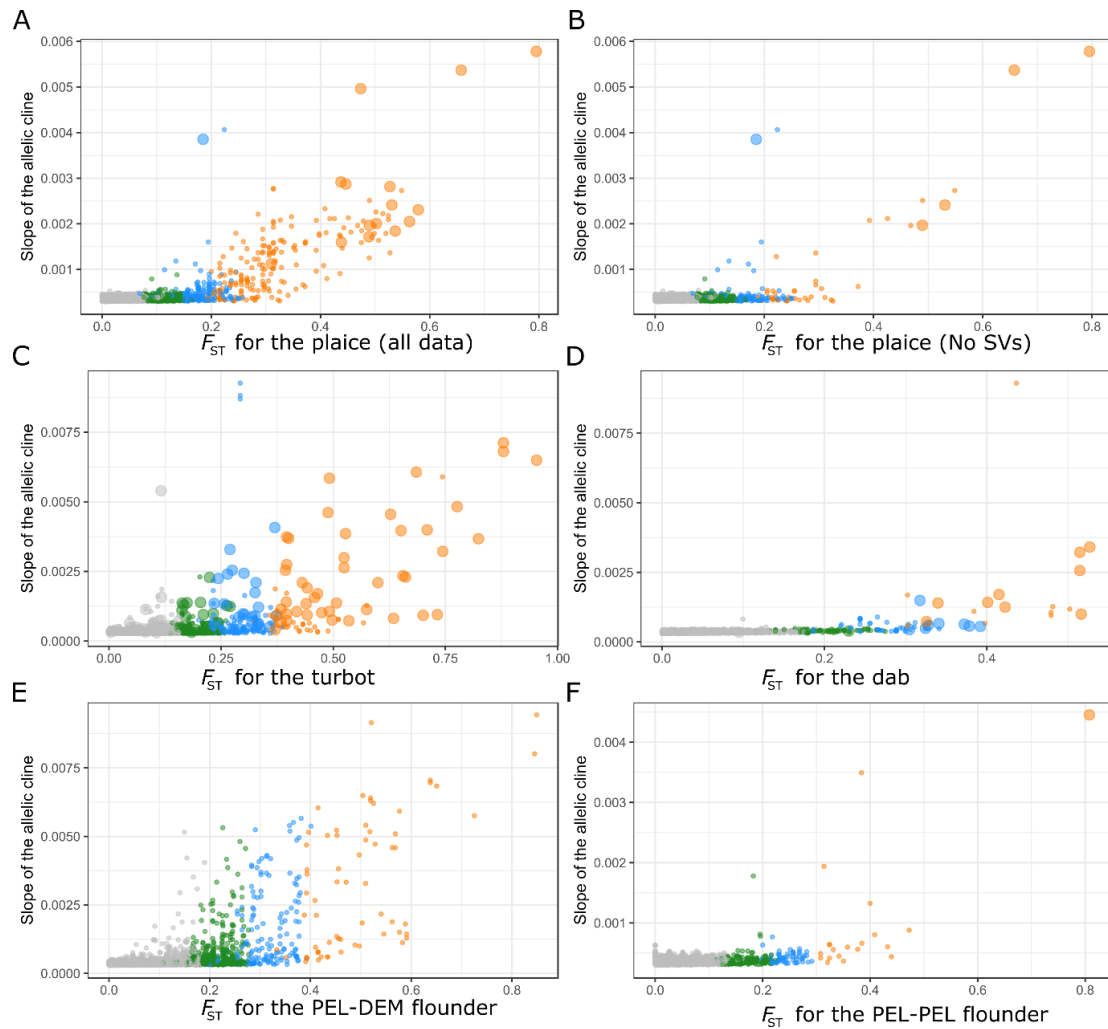 A
Slope of the allelic cline
0.006
0.005
0.004
0.003
0.002
0.001
0.0 0.2 0.4 0.6 0.8
FST for the plaice (all data)
B
Slope of the allelic cline
0.006
0.005
0.004
0.003
0.002
0.001
0.0 0.2 0.4 0.6 0.8
FST for the plaice (No SVs)
C
Slope of the allelic cline
0.0075
0.0050
0.0025
0.0000
0.00 0.25 0.50 0.75 1.00
FST for the turbot
D
Slope of the allelic cline
0.0075
0.0050
0.0025
0.0000
0.0 0.2 0.4
FST for the dab
E
Slope of the allelic cline
0.0075
0.0050
0.0025
0.0000
0.0 0.2 0.4 0.6 0.8
FST for the PEL-DEM flounder
F
Slope of the allelic cline
0.004
0.003
0.002
0.001
0.0 0.2 0.4 0.6 0.8
FST for the PEL-PEL flounder